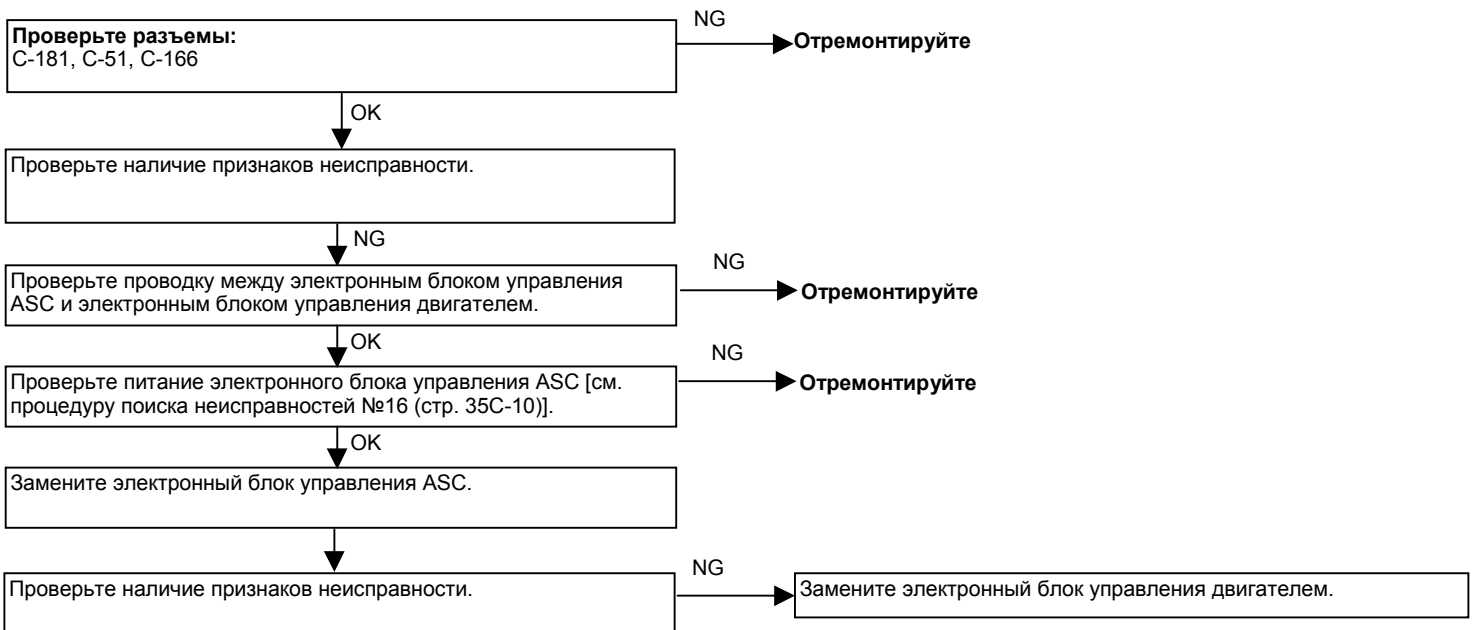 Проверьте разъемы:
С-181, С-51, С-166
NG
Отремонтируйте
OK
Проверьте наличие признаков неисправности.
NG
Проверьте проводку между электронным блоком управления
ASC и электронным блоком управления двигателем.
NG
Отремонтируйте
OK
Проверьте питание электронного блока управления ASC [см.
процедуру поиска неисправностей №16 (стр. 35С-10)].
NG
Отремонтируйте
OK
Замените электронный блок управления ASC.
Проверьте наличие признаков неисправности.
NG
Замените электронный блок управления двигателем.